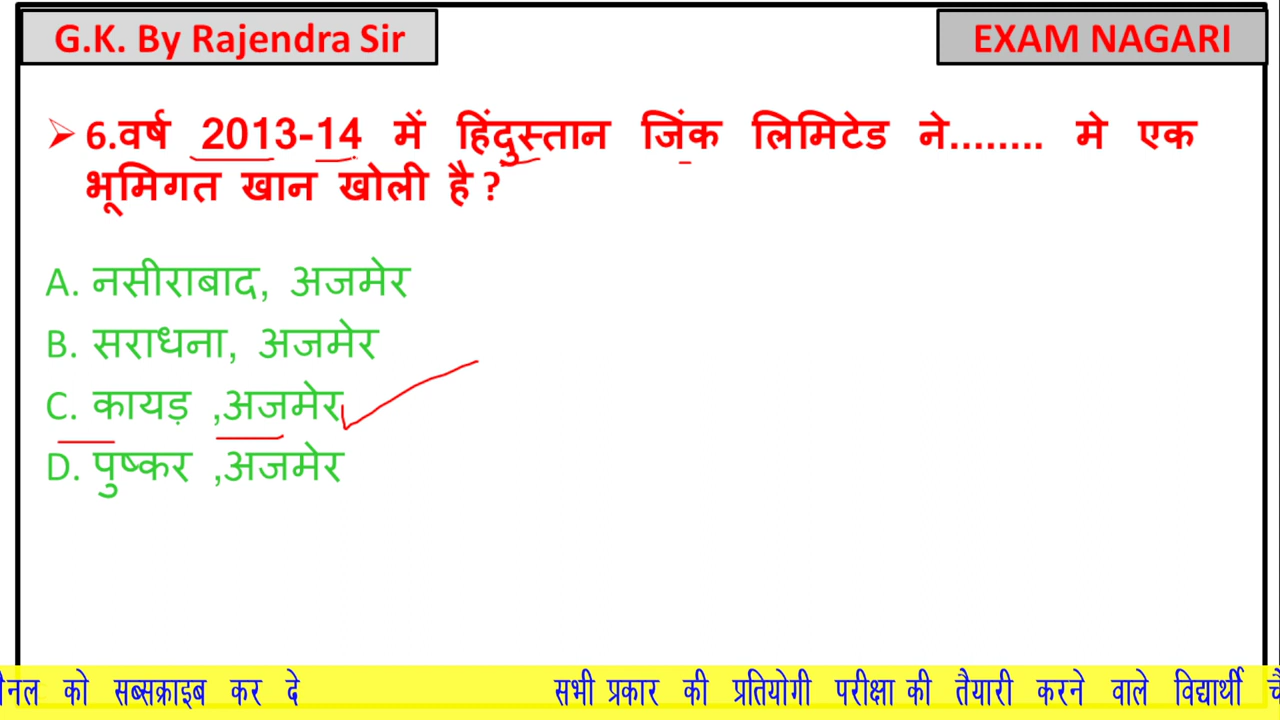 G.K. By Rajendra Sir
EXAM NAGARI
6.वर्ष 2013-14 में हिंदुस्तान जिंक लिमिटेड ने........ मे एक
भूमिगत खान खोली है ?
A. नसीराबाद, अजमेर
B. सराधना, अजमेर
C. कायड़ ,अजमेर
D. पुष्कर ,अजमेर
को सब्सक्राइब कर दे सभी प्रकार की प्रतियोगी परीक्षा की तैयारी करने वाले विद्यार्थी